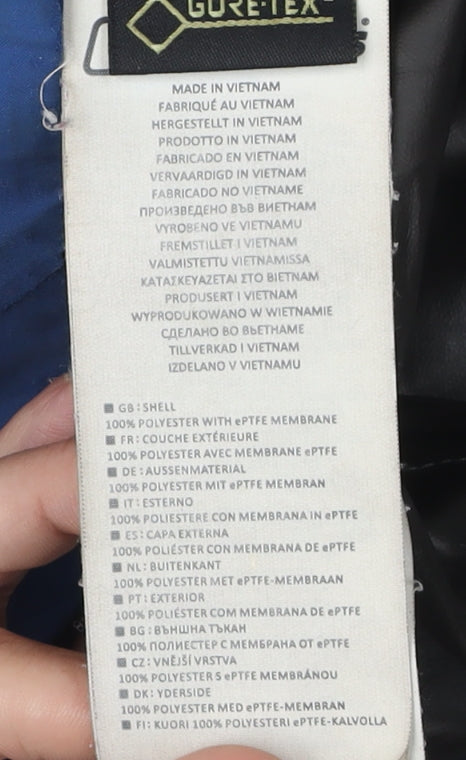 GORE-TEX
MADE IN VIETNAM
FABRIQUÉ AU VIETNAM
HERGESTELLT IN VIETNAM
PRODOTTO IN VIETNAM
FABRICADO EN VIETNAM
VERVAARDIGD IN VIETNAM
FABRICADO NO VIETNAME
ПРОИЗВЕДЕНО ВЪВ ВИЕТНАМ
VYROBENO VE VIETNAMU
FREMSTILLET I VIETNAM
VALMISTETTU VIETNAMISSA
ΚΑΤΑΣΚΕΥΑΖΕΤΑΙ ΣΤΟ ΒΙΕΤΝΑΜ
PRODUSERT I VIETNAM
WYPRODUKOWANO W WIETNAMIE
СДЕЛАНО ВО ВЬЕТНАМЕ
TILLVERKAD I VIETNAM
IZDELANO V VIETNAMU
GB: SHELL
100% POLYESTER WITH ePTFE MEMBRANE
FR: COUCHE EXTÉRIEURE
100% POLYESTER AVEC MEMBRANE ePTFE
DE: AUSSENMATERIAL
100% POLYESTER MIT ePTFE MEMBRAN
IT: ESTERNO
100% POLIESTERE CON MEMBRANA IN ePTFE
ES: CAPA EXTERNA
100% POLIÉSTER CON MEMBRANA DE ePTFE
NL: BUITENKANT
100% POLYESTER MET ePTFE-MEMBRAAN
PT: EXTERIOR
100% POLIÉSTER COM MEMBRANA DE ePTFE
BG: ВЪНШНА ТЪКАН
100% ПОЛИЕСТЕР С МЕМБРАНА ОТ ePTFE
CZ: VNĚJŠÍ VRSTVA
100% POLYESTER S ePTFE MEMBRÁNOU
DK: YDERSIDE
100% POLYESTER MED ePTFE-MEMBRAN
FI: KUORI 100% POLYESTERI ePTFE-KALVOLLA